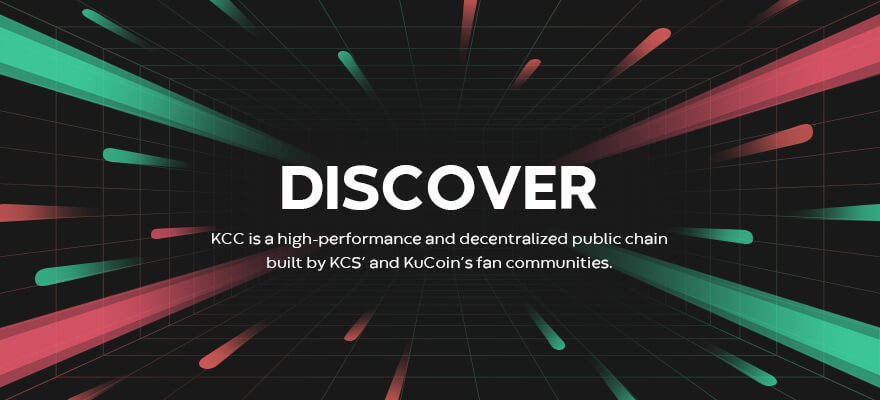 DISCOVER
KCC is a high-performance and decentralized public chain
built by KCS’ and KuCoin’s fan communities.